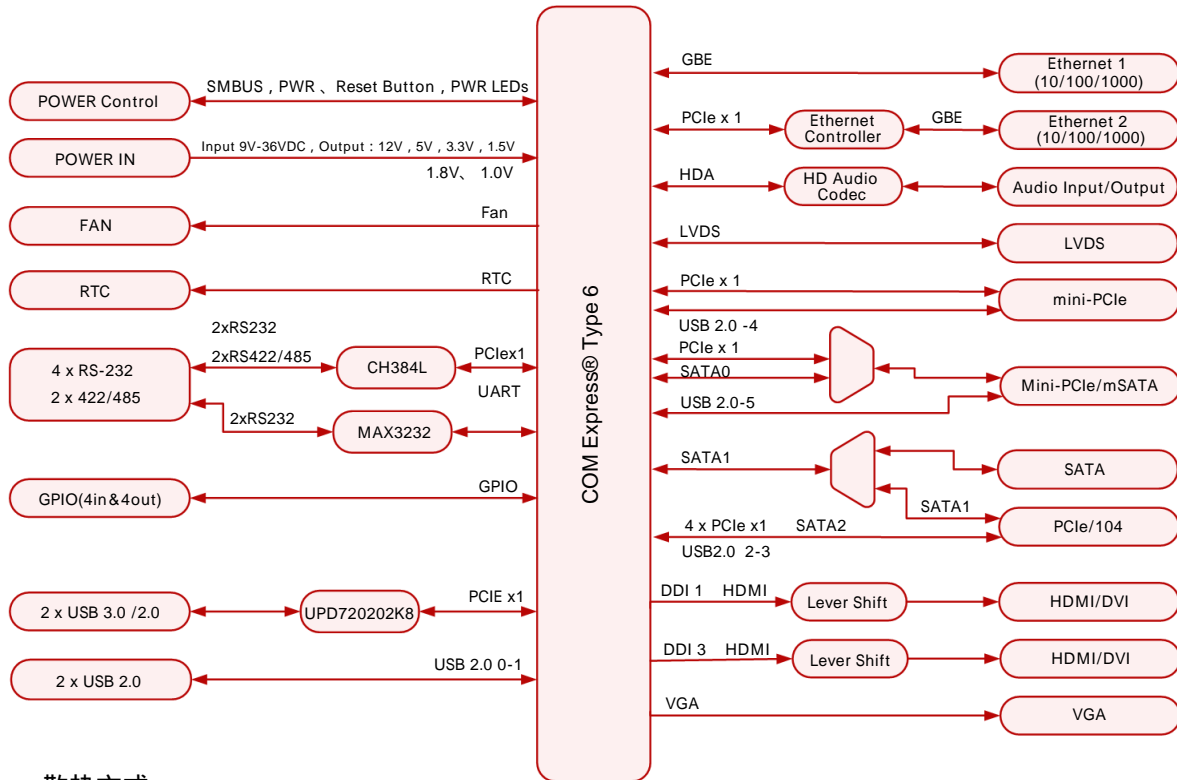 SMBUS , PWR 、 Reset Button , PWR LEDs
POWER Control
POWER IN
Input 9V-36VDC , Output : 12V , 5V , 3.3V , 1.5V
1.8V、 1.0V
FAN
Fan
RTC
RTC
2xRS232
2xRS422/485
4 x RS-232
2 x 422/485
CH384L
PCIex1
UART
2xRS232
MAX3232
GPIO(4in&4out)
GPIO
2 x USB 3.0 /2.0
UPD720202K8
PCIE x1
2 x USB 2.0
USB 2.0 0-1
COM Express® Type 6
GBE
Ethernet 1
(10/100/1000)
PCIe x 1
Ethernet
Controller
GBE
Ethernet 2
(10/100/1000)
HDA
HD Audio
Codec
Audio Input/Output
LVDS
LVDS
PCIe x 1
mini-PCIe
USB 2.0 -4
PCIe x 1
SATA0
USB 2.0-5
Mini-PCIe/mSATA
SATA1
SATA
SATA1
PCIe/104
4 x PCIe x1 SATA2
USB2.0 2-3
DDI 1 HDMI
Lever Shift
HDMI/DVI
DDI 3 HDMI
Lever Shift
HDMI/DVI
VGA
VGA